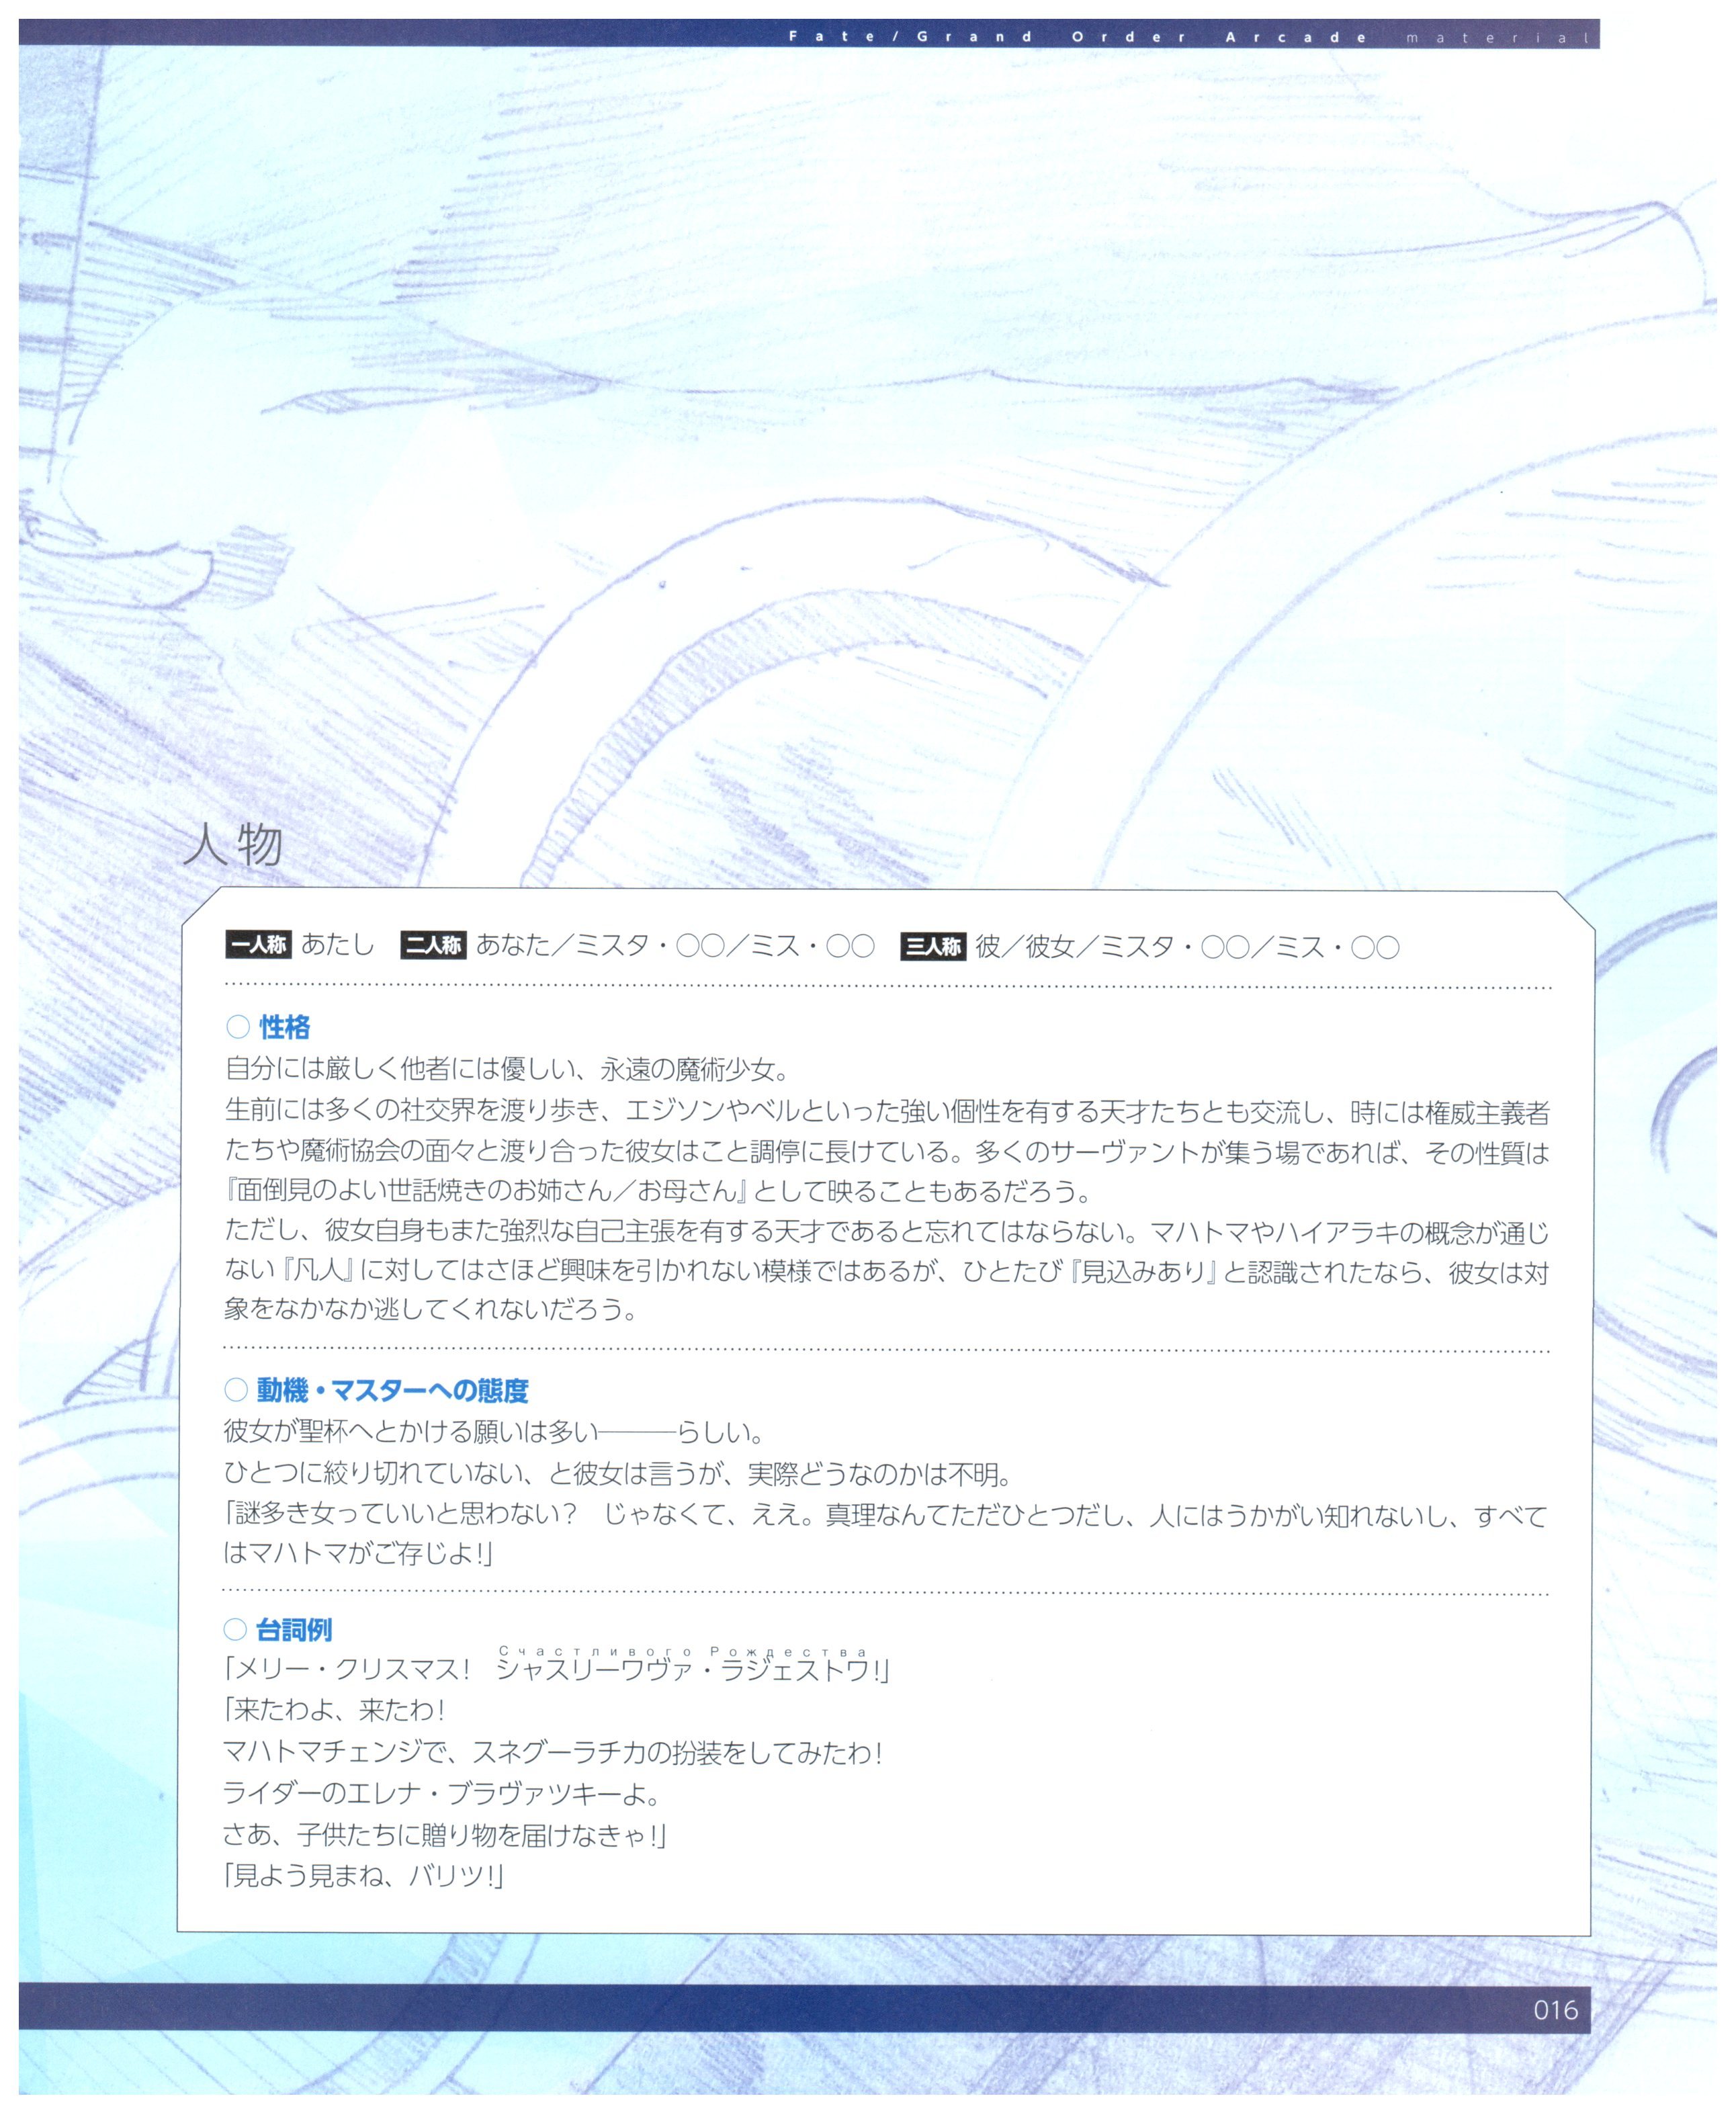 Fate/Grand Order Arcade material
人物
一人称 あたし 二人称 あなた／ミスタ・○○／ミス・○○ 三人称 彼／彼女／ミスタ・○○／ミス・○○
○ 性格
自分には厳しく他者には優しい、永遠の魔術少女。
生前には多くの社交界を渡り歩き、エジソンやベルといった強い個性を有する天才たちとも交流し、時には権威主義者
たちや魔術協会の面々と渡り合った彼女はこと調停に長けている。多くのサーヴァントが集う場であれば、その性質は
『面倒見のよい世話焼きのお姉さん／お母さん』として映ることもあるだろう。
ただし、彼女自身もまた強烈な自己主張を有する天才であると忘れてはならない。マハトマやハイアラキの概念が通じ
ない『凡人』に対してはさほど興味を引かれない模様ではあるが、ひとたび『見込みあり』と認識されたなら、彼女は対
象をなかなか逃してくれないだろう。
○ 動機・マスターへの態度
彼女が聖杯へとかける願いは多い———らしい。
ひとつに絞り切れていない、と彼女は言うが、実際どうなのかは不明。
「謎多き女っていいと思わない？　じゃなくて、ええ。真理なんてただひとつだし、人にはうかがい知れないし、すべて
はマハトマがご存じよ！」
○ 台詞例
Счастливого Рождества
「メリー・クリスマス！　シャスリーワヴァ・ラジェストワ！」
「来たわよ、来たわ！
マハトマチェンジで、スネグーラチカの扮装をしてみたわ！
ライダーのエレナ・ブラヴァツキーよ。
さあ、子供たちに贈り物を届けなきゃ！」
「見よう見まね、バリツ！」
016